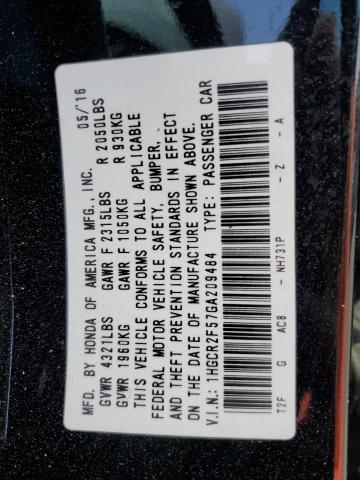 MFD. BY HONDA OF AMERICA MFG., INC. 05/16
GVWR 4321LBS GAWR F 2315LBS R 2050LBS
GVWR 1960KG GAWR F 1050KG R 930KG
THIS VEHICLE CONFORMS TO ALL APPLICABLE
FEDERAL MOTOR VEHICLE SAFETY, BUMPER,
AND THEFT PREVENTION STANDARDS IN EFFECT
ON THE DATE OF MANUFACTURE SHOWN ABOVE.
V.I.N.: 1HGCR2F57GA209484 TYPE: PASSENGER CAR
T2F G AC8 - NH731P - Z - A